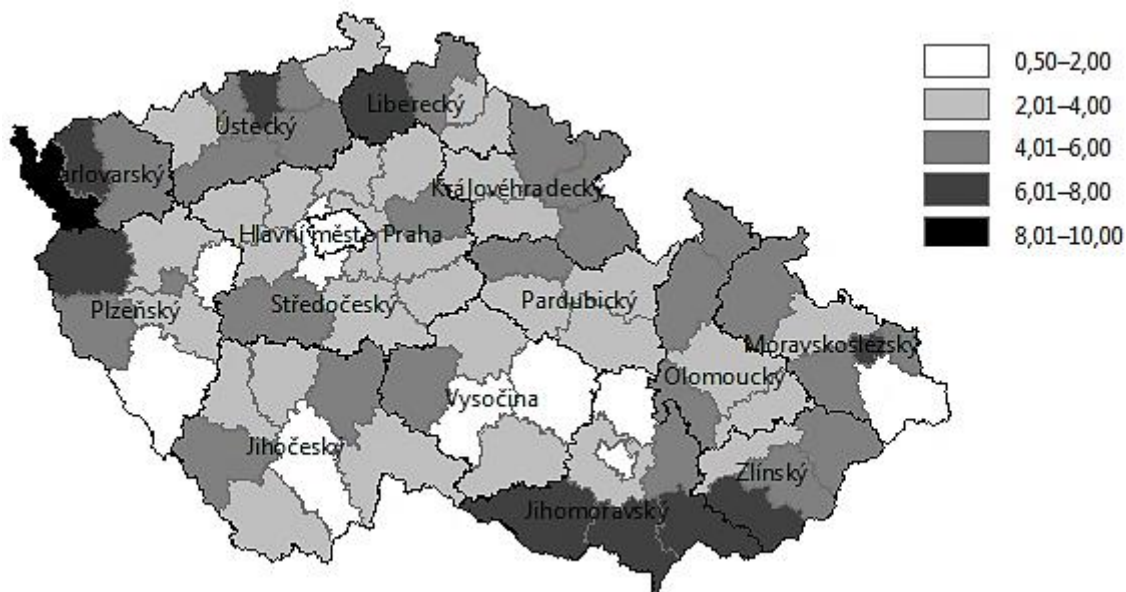 0,50–2,00
2,01–4,00
4,01–6,00
6,01–8,00
8,01–10,00
Liberecký
Ústecký
arlovarský
Královéhradecký
Hlavní město Praha
Středočeský
Pardubický
Plzeňský
Moravskoslezský
Olomoucký
Vysočina
Jihočeský
Zlínský
Jihomoravský